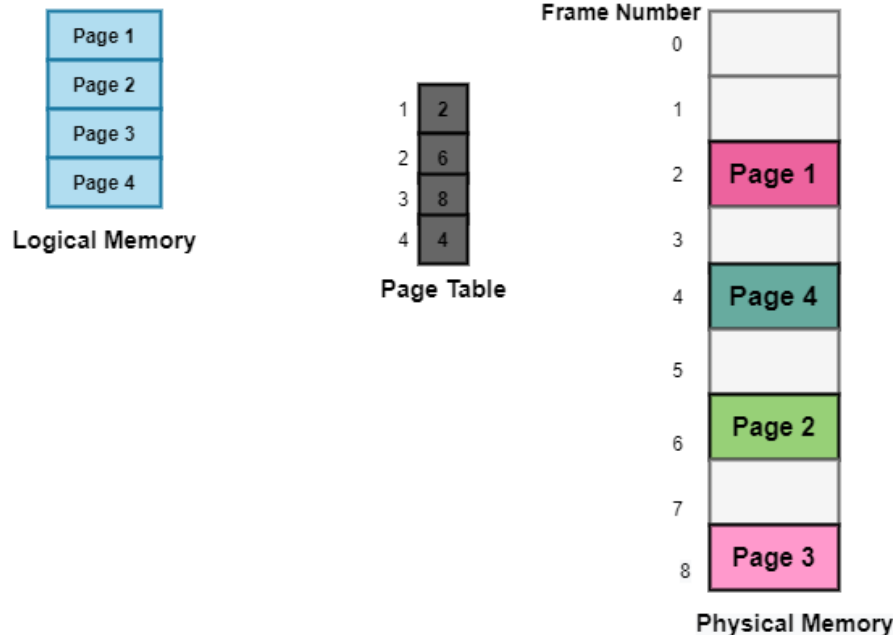 Page 1
Page 2
Page 3
Page 4
Logical Memory
1 2
2 6
3 8
4 4
Page Table
Frame Number
0
1
2 Page 1
3
4 Page 4
5
6 Page 2
7
8 Page 3
Physical Memory